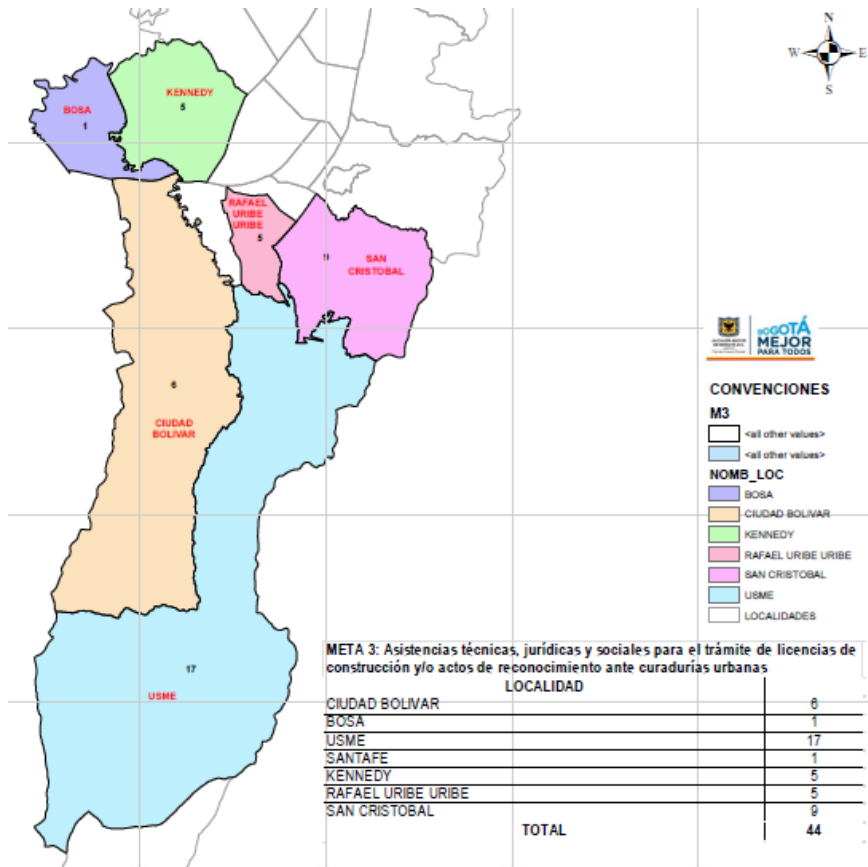 N
W E
S
BOSA
1
KENNEDY
5
RAFAEL
URIBE
URIBE
5
9
SAN
CRISTOBAL
6
CIUDAD
BOLIVAR
17
USME
BOGOTÁ
MEJOR
PARA TODOS
CONVENCIONES
M3
<all other values>
<all other values>
NOMB_LOC
BOSA
CIUDAD BOLIVAR
KENNEDY
RAFAEL URIBE URIBE
SAN CRISTOBAL
USME
LOCALIDADES
META 3: Asistencias técnicas, jurídicas y sociales para el trámite de licencias de
construcción y/o actos de reconocimiento ante curadurías urbanas
LOCALIDAD
CIUDAD BOLIVAR 6
BOSA 1
USME 17
SANTAFE 1
KENNEDY 5
RAFAEL URIBE URIBE 5
SAN CRISTOBAL 9
TOTAL 44